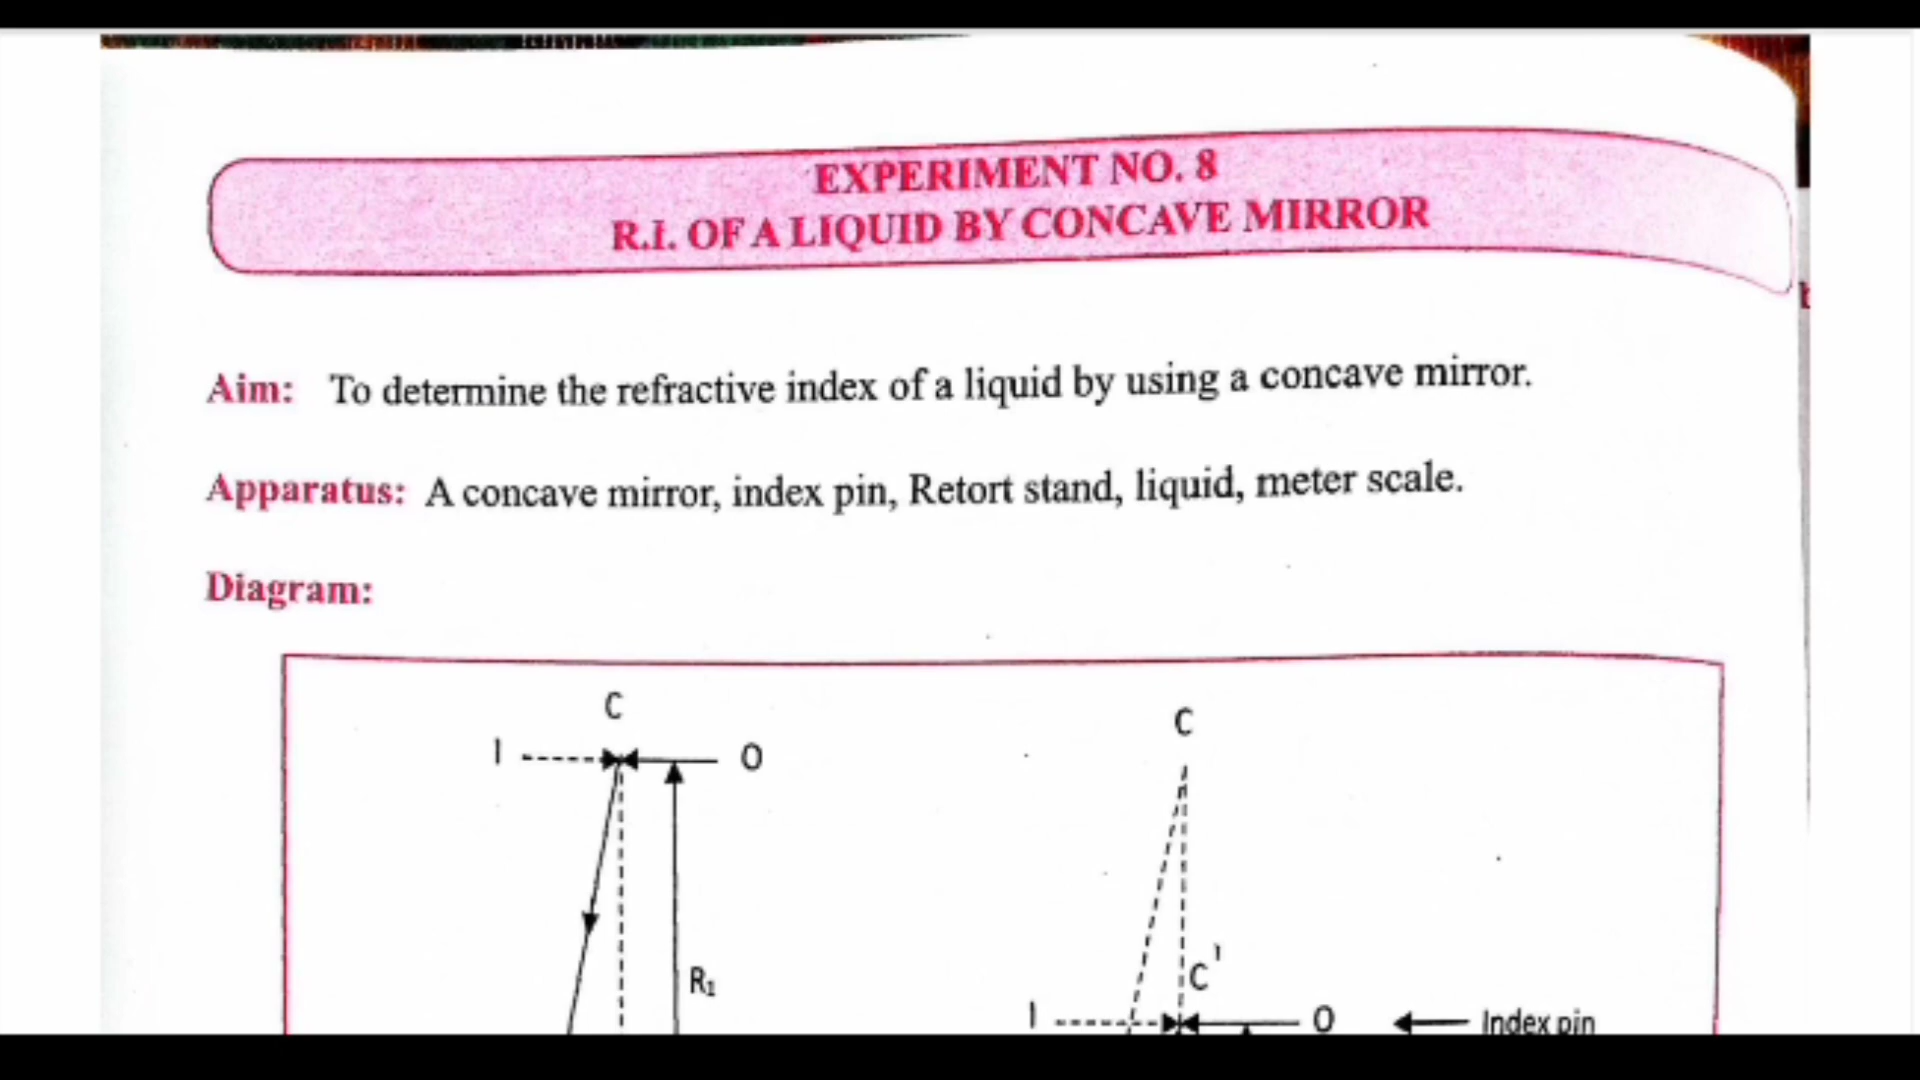 EXPERIMENT NO. 8
R.I. OF A LIQUID BY CONCAVE MIRROR
Aim: To determine the refractive index of a liquid by using a concave mirror.
Apparatus: A concave mirror, index pin, Retort stand, liquid, meter scale.
Diagram:
C
C
I
O
R₁
C'
I
O
Index pin